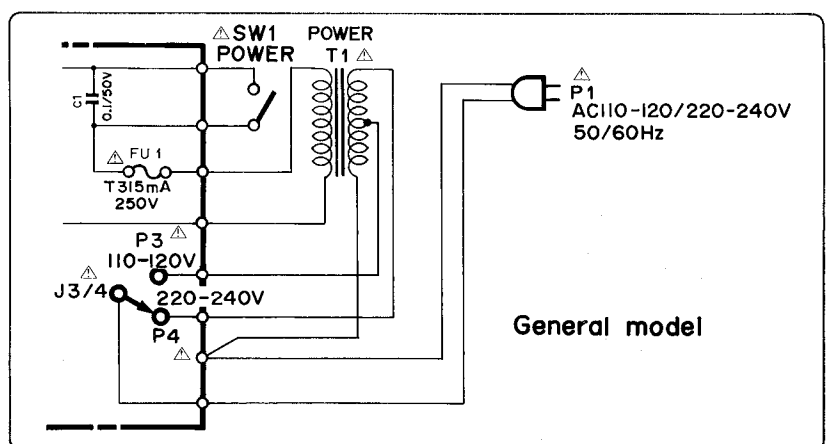 ⚠ SW1
POWER
POWER
T1 ⚠
C1
0.1/50V
⚠ FU1
T315mA
250V
⚠
P1
AC110-120/220-240V
50/60Hz
P3 ⚠
110-120V
⚠
J3/4
220-240V
P4
⚠
General model